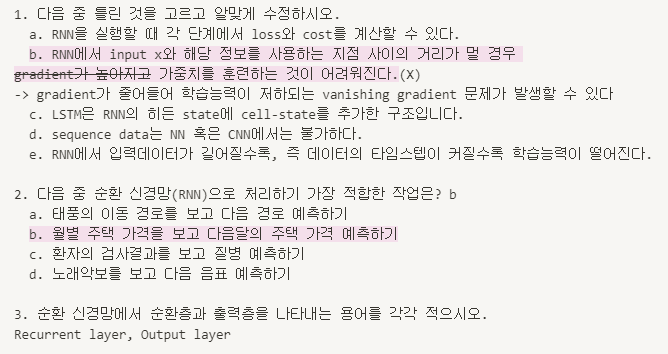 1. 다음 중 틀린 것을 고르고 알맞게 수정하시오.
a. RNN을 실행할 때 각 단계에서 loss와 cost를 계산할 수 있다.
b. RNN에서 input x와 해당 정보를 사용하는 지점 사이의 거리가 멀 경우
gradient가 높아지고 가중치를 훈련하는 것이 어려워진다.(X)
-> gradient가 줄어들어 학습능력이 저하되는 vanishing gradient 문제가 발생할 수 있다
c. LSTM은 RNN의 히든 state에 cell-state를 추가한 구조입니다.
d. sequence data는 NN 혹은 CNN에서는 불가하다.
e. RNN에서 입력데이터가 길어질수록, 즉 데이터의 타임스텝이 커질수록 학습능력이 떨어진다.
2. 다음 중 순환 신경망(RNN)으로 처리하기 가장 적합한 작업은? b
a. 태풍의 이동 경로를 보고 다음 경로 예측하기
b. 월별 주택 가격을 보고 다음달의 주택 가격 예측하기
c. 환자의 검사결과를 보고 질병 예측하기
d. 노래악보를 보고 다음 음표 예측하기
3. 순환 신경망에서 순환층과 출력층을 나타내는 용어를 각각 적으시오.
Recurrent layer, Output layer